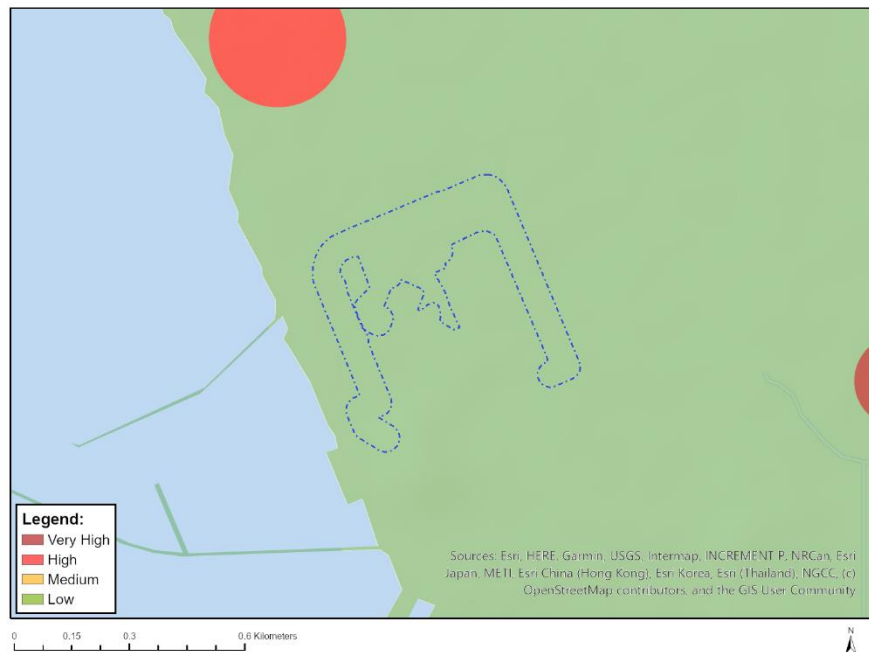 Legend:
Very High
High
Medium
Low
Sources: Esri, HERE, Garmin, USGS, Intermap, INCREMENT P, NRCan, Esri
Japan, METI, Esri China (Hong Kong), Esri Korea, Esri (Thailand), NGCC, (c)
OpenStreetMap contributors, and the GIS User Community
0 0.15 0.3 0.6 Kilometers
N